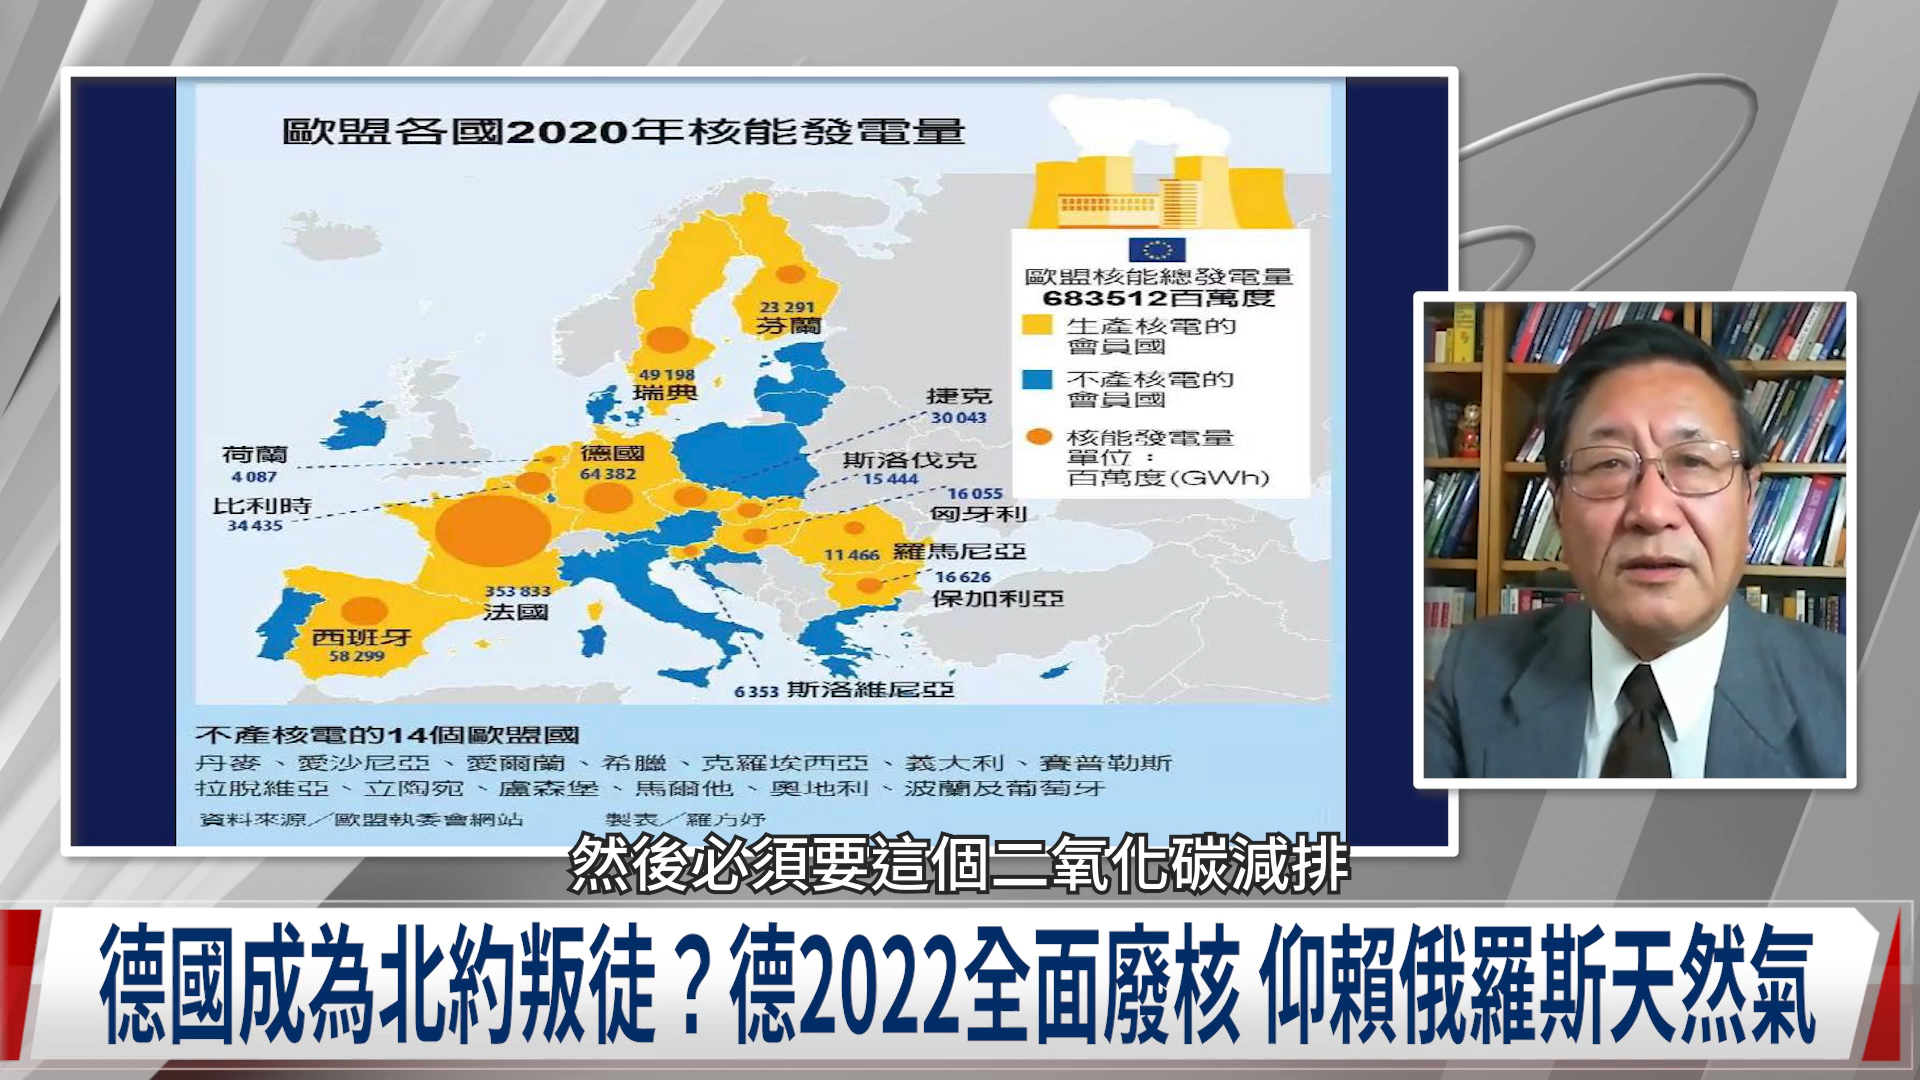 歐盟各國2020年核能發電量
歐盟核能總發電量
683512百萬度
生產核電的
會員國
不產核電的
會員國
核能發電量
單位：
百萬度(GWh)
23 291
芬蘭
49 198
瑞典
捷克
30 043
荷蘭
4 087
德國
64 382
斯洛伐克
15 444
比利時
34 435
16 055
匈牙利
11 466 羅馬尼亞
16 626
保加利亞
353 833
法國
西班牙
58 299
6 353 斯洛維尼亞
不產核電的14個歐盟國
丹麥、愛沙尼亞、愛爾蘭、希臘、克羅埃西亞、義大利、賽普勒斯
拉脫維亞、立陶宛、盧森堡、馬爾他、奧地利、波蘭及葡萄牙
資料來源／歐盟執委會網站 製表／羅方妤
然後必須要這個二氧化碳減排
德國成為北約叛徒？德2022全面廢核 仰賴俄羅斯天然氣